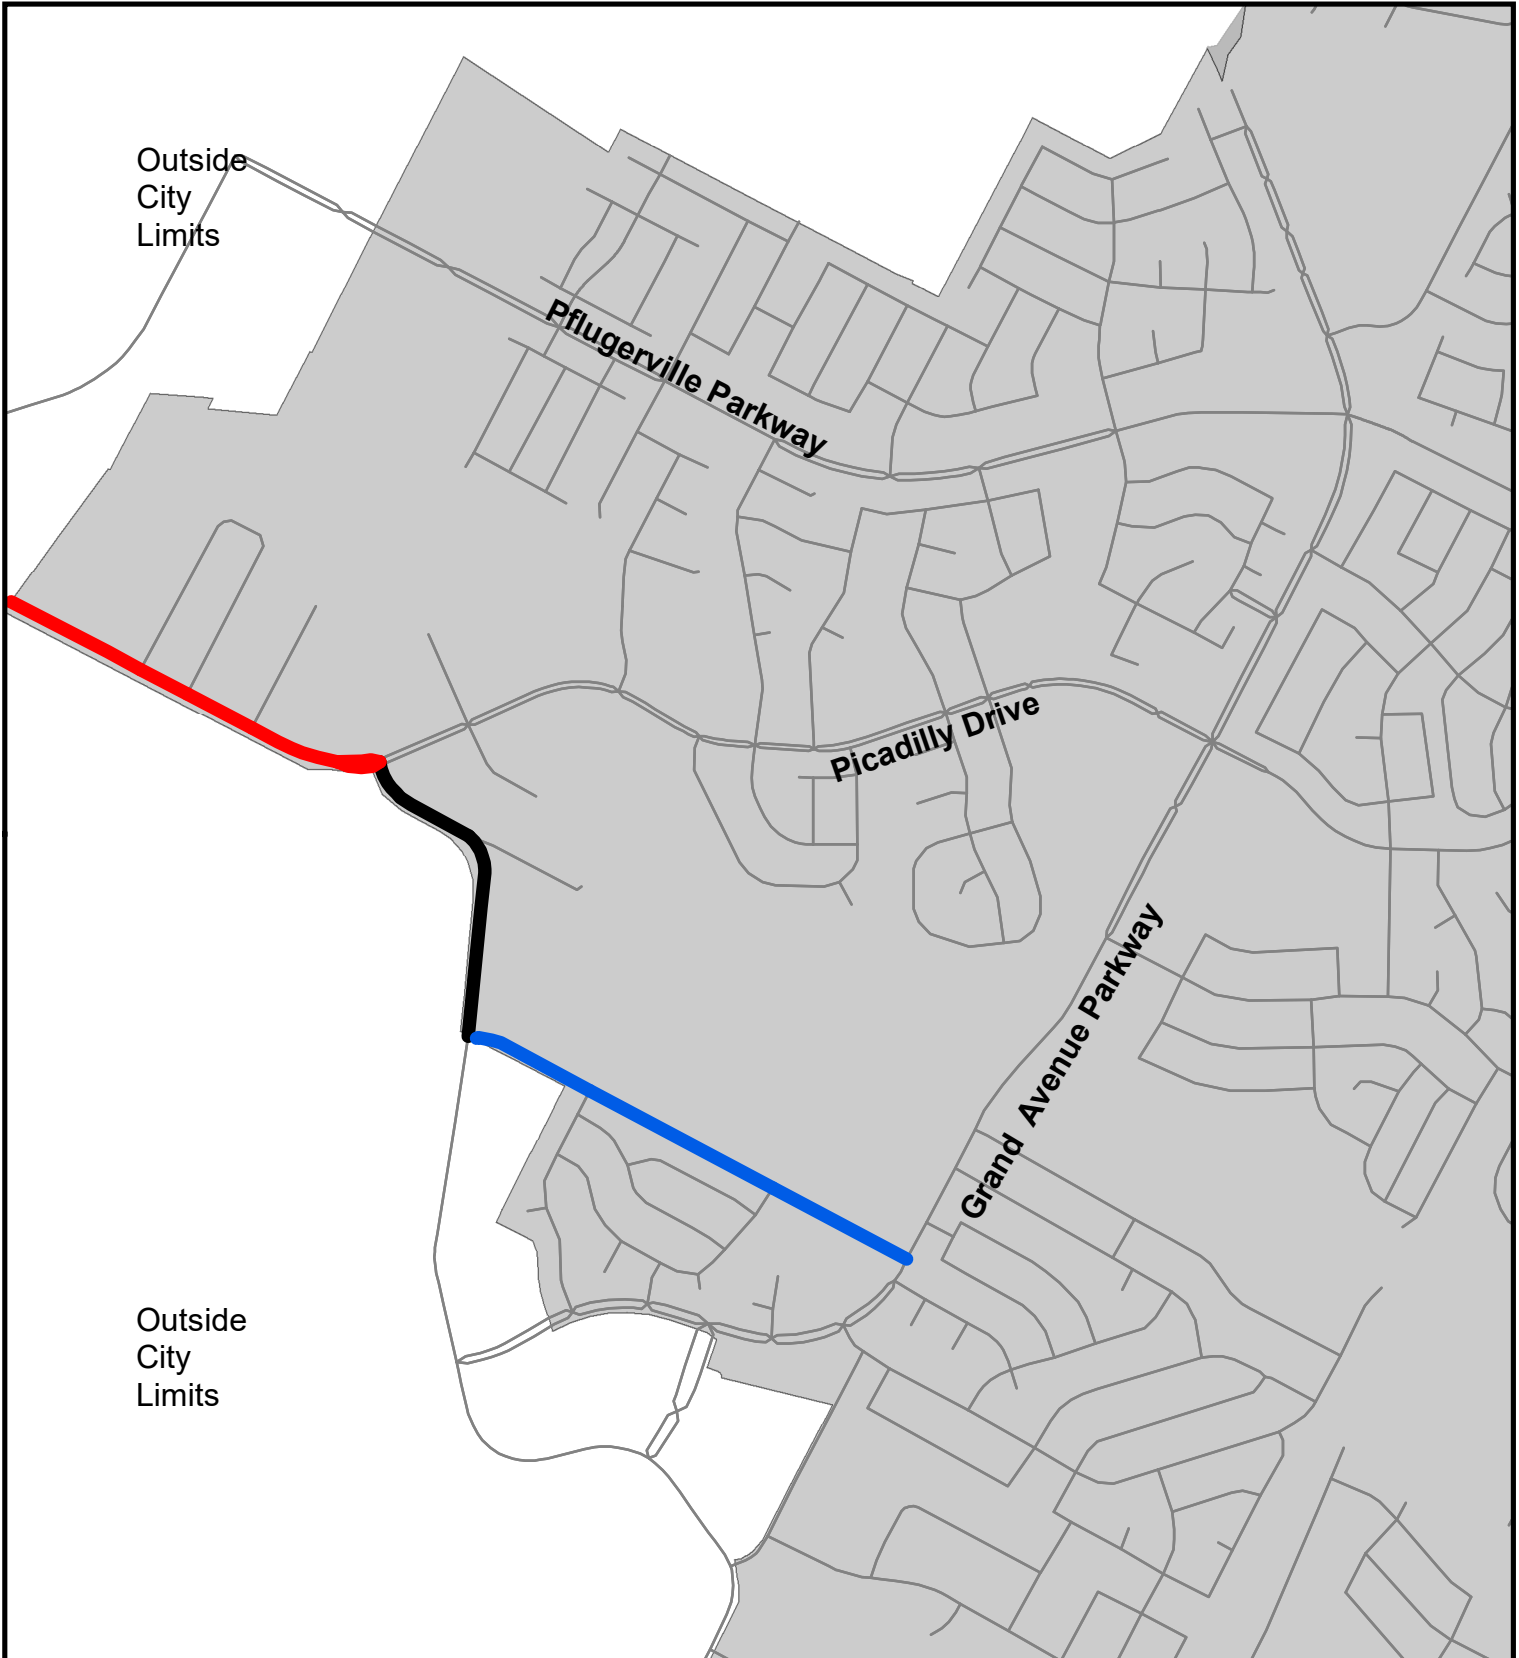 Outside
City
Limits
Pflugerville Parkway
Picadilly Drive
Grand Avenue Parkway
Outside
City
Limits